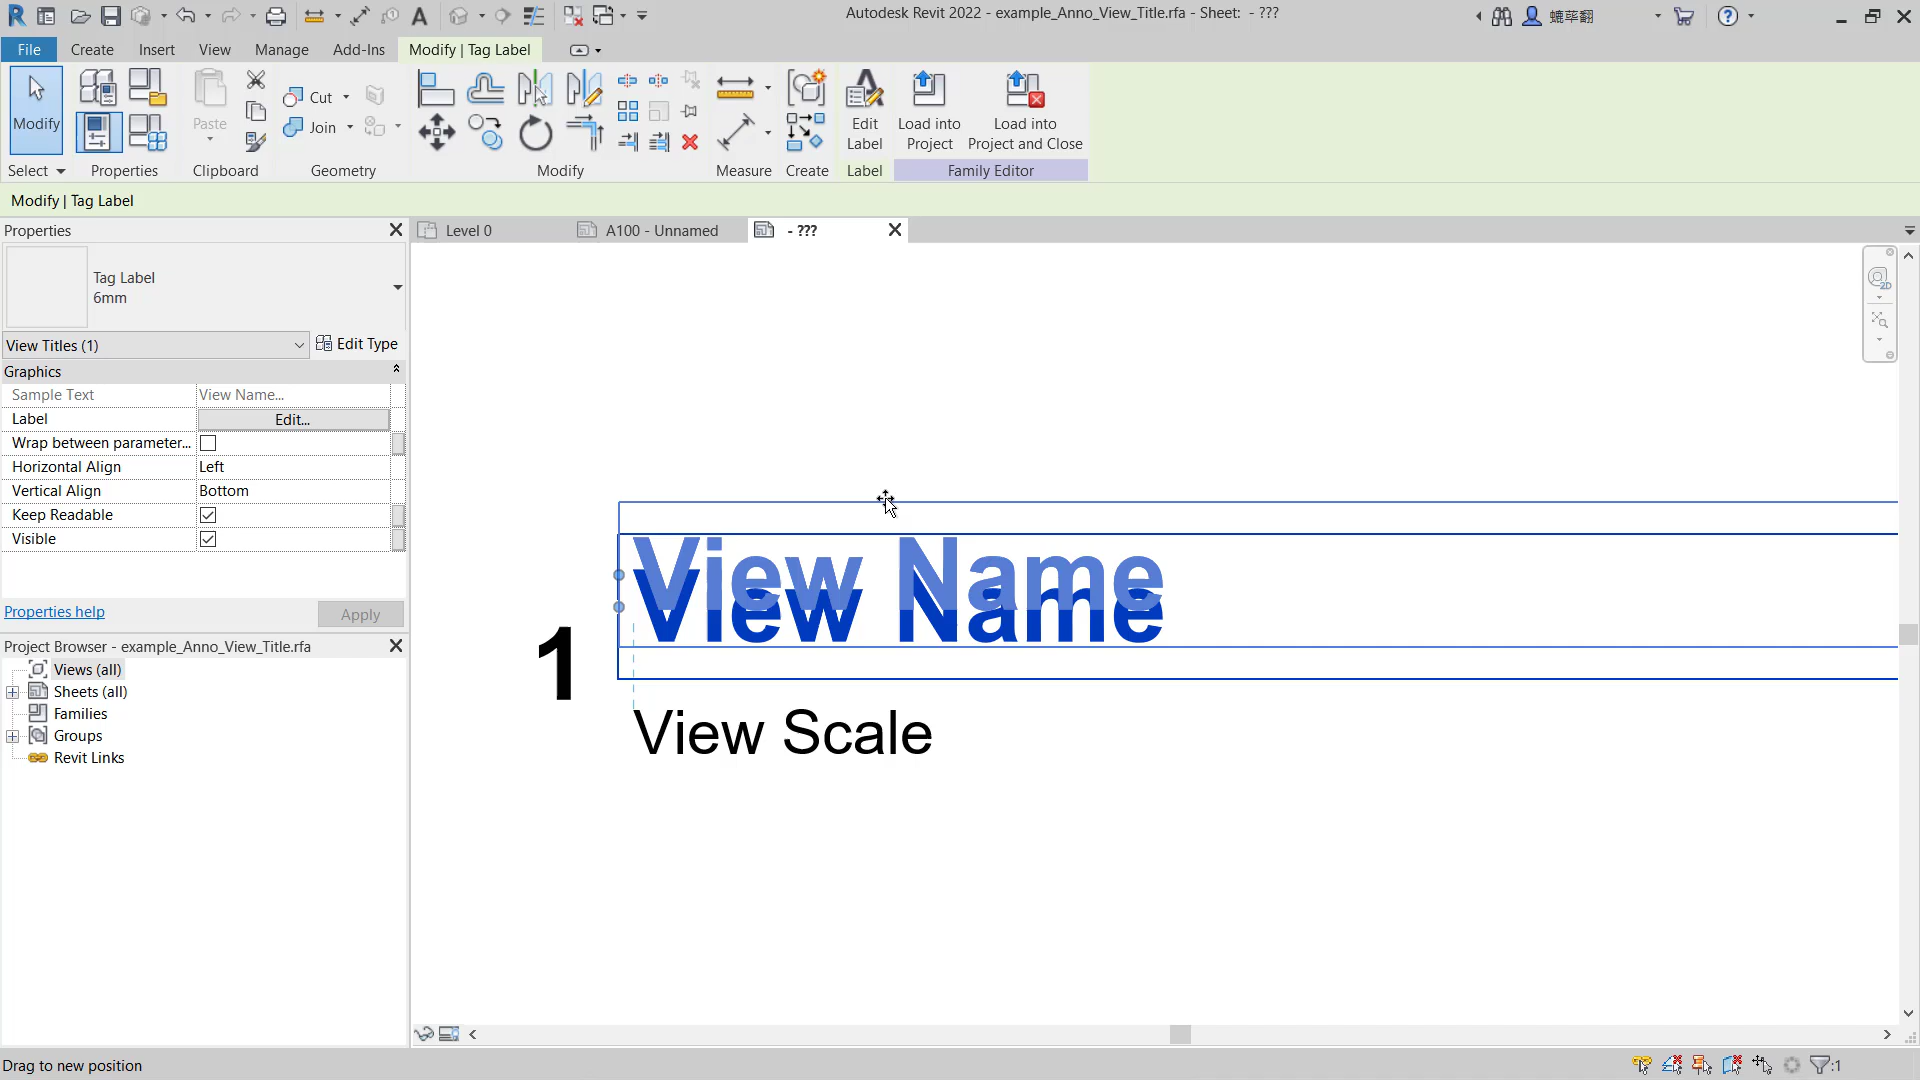 Autodesk Revit 2022 - example_Anno_View_Title.rfa - Sheet:  - ???
File Create Insert View Manage Add-Ins Modify | Tag Label
Modify
Paste
Cut
Join
Edit Label
Load into Project
Load into Project and Close
Select Properties Clipboard Geometry Modify Measure Create Label Family Editor
Modify | Tag Label
Properties
Level 0
A100 - Unnamed
- ???
Tag Label
6mm
View Titles (1)
Edit Type
Graphics
Sample Text View Name...
Label Edit...
Wrap between parameter...
Horizontal Align Left
Vertical Align Bottom
Keep Readable
Visible
Properties help
Apply
Project Browser - example_Anno_View_Title.rfa
Views (all)
Sheets (all)
Families
Groups
Revit Links
View Name
View Name
1
View Scale
2D
Drag to new position
:1